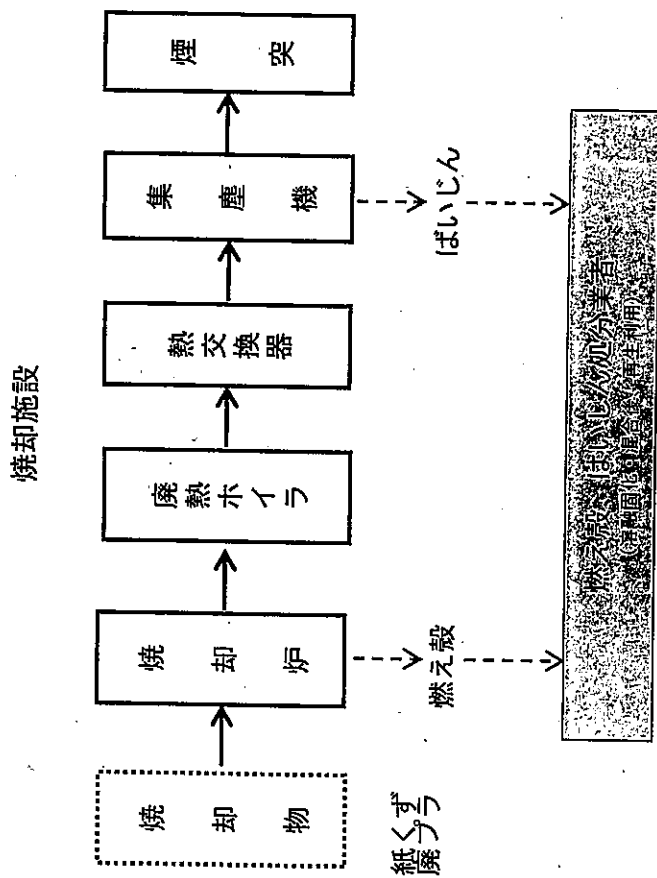 焼却施設
焼却物
紙くず
廃プラ
焼却炉
廃熱ボイラ
熱交換器
集塵機
煙突
燃え殻
ばいじん
燃え殻・ばいじん処分業者